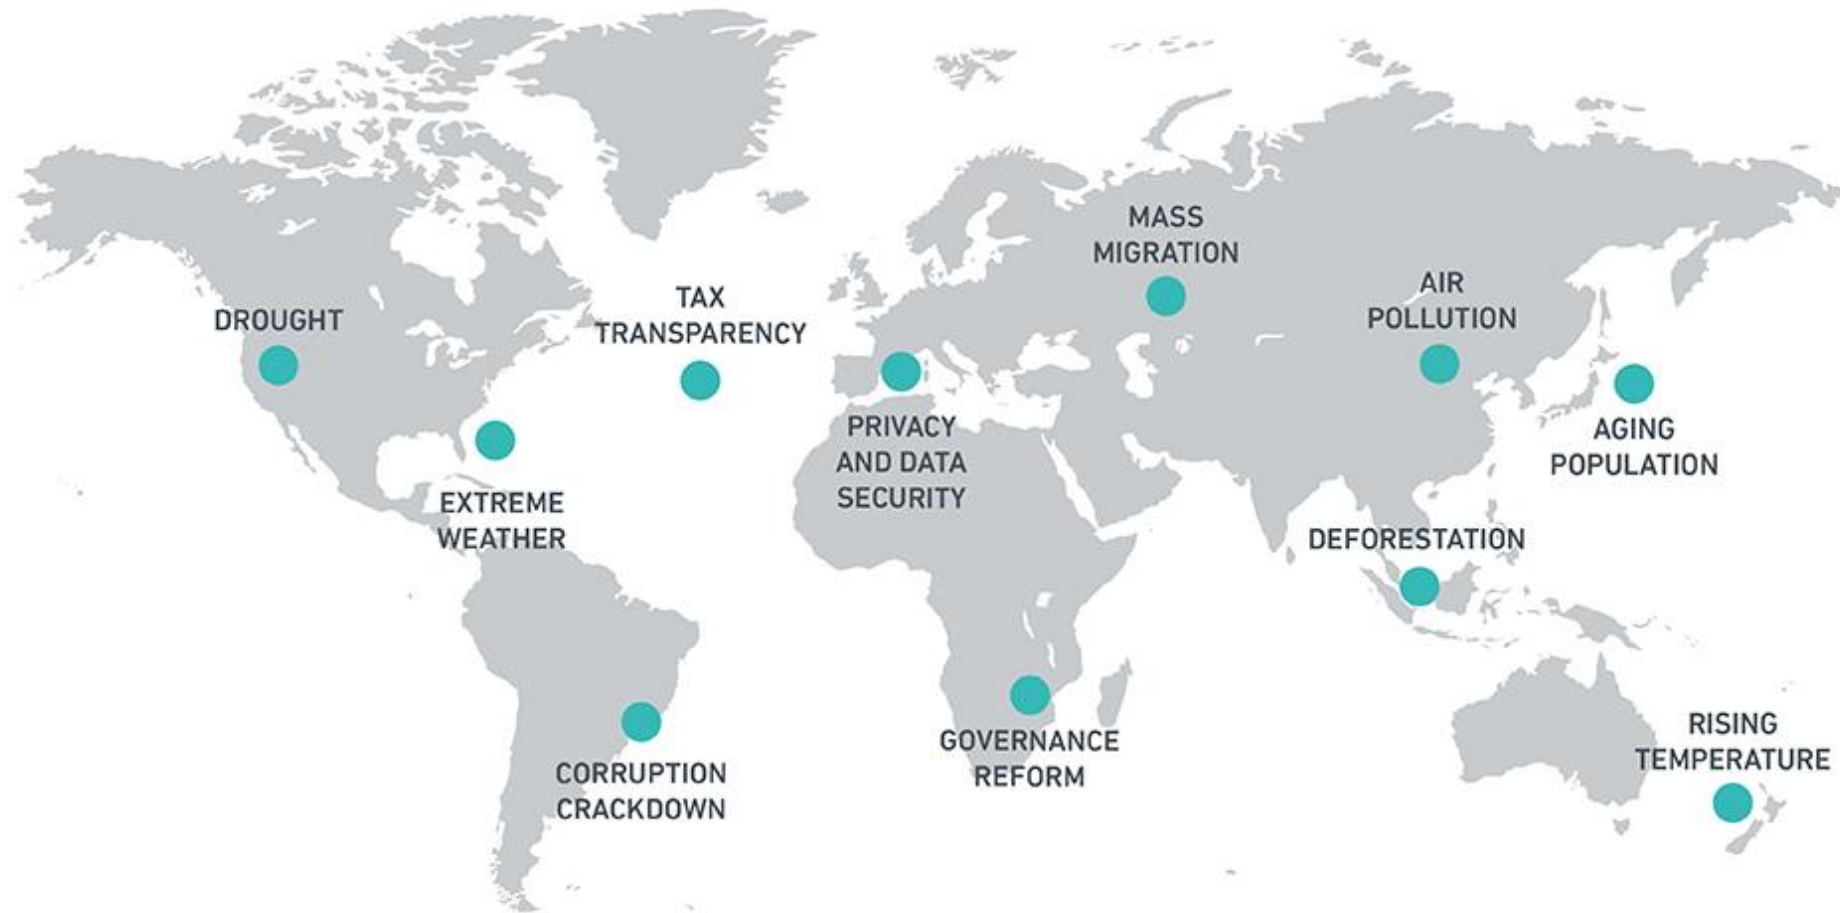 MASS
MIGRATION
AIR
POLLUTION
TAX
TRANSPARENCY
DROUGHT
PRIVACY
AND DATA
SECURITY
AGING
POPULATION
EXTREME
WEATHER
DEFORESTATION
GOVERNANCE
REFORM
RISING
TEMPERATURE
CORRUPTION
CRACKDOWN